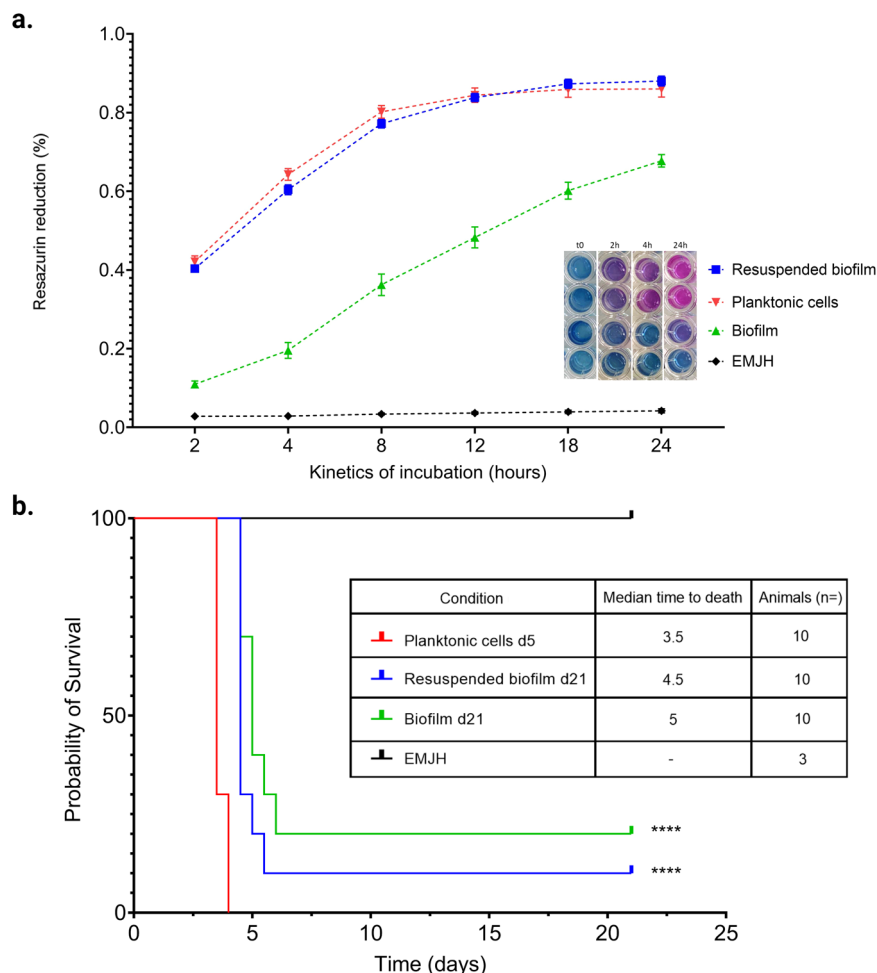 a.
1.0
0.8
0.6
0.4
0.2
0.0
Resazurin reduction (%)
2 4 8 12 18 24
Kinetics of incubation (hours)
t0 2h 4h 24h
Resuspended biofilm
Planktonic cells
Biofilm
EMJH
b.
100
50
0
Probability of Survival
Condition Median time to death Animals (n=)
Planktonic cells d5 3.5 10
Resuspended biofilm d21 4.5 10
Biofilm d21 5 10
EMJH - 3
****
****
0 5 10 15 20 25
Time (days)